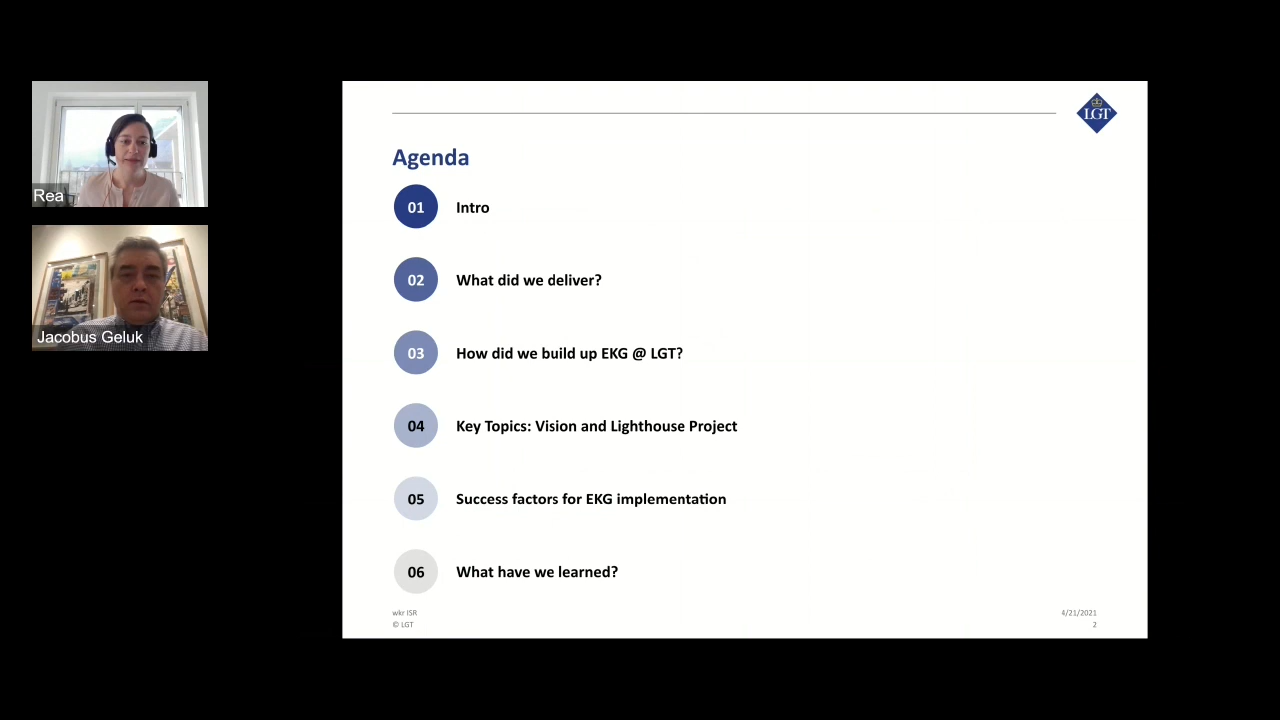 Rea
Jacobus Geluk
LGT
Agenda
01 Intro
02 What did we deliver?
03 How did we build up EKG @ LGT?
04 Key Topics: Vision and Lighthouse Project
05 Success factors for EKG implementation
06 What have we learned?
wkr ISR
© LGT
4/21/2021
2